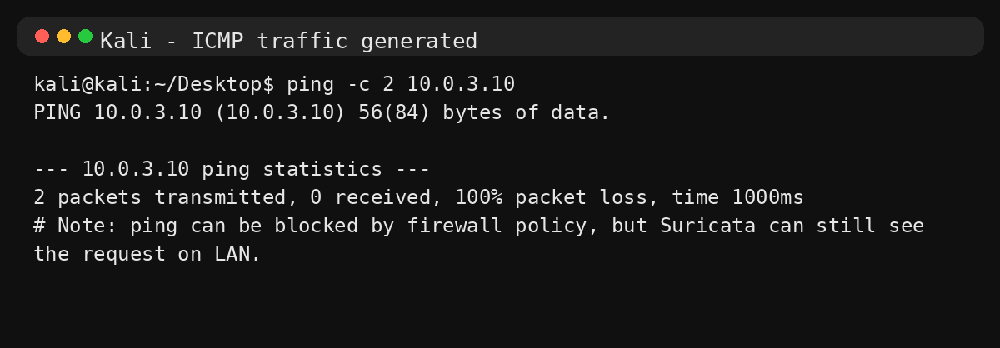 Kali - ICMP traffic generated
kali@kali:~/Desktop$ ping -c 2 10.0.3.10
PING 10.0.3.10 (10.0.3.10) 56(84) bytes of data.
--- 10.0.3.10 ping statistics ---
2 packets transmitted, 0 received, 100% packet loss, time 1000ms
# Note: ping can be blocked by firewall policy, but Suricata can still see
the request on LAN.